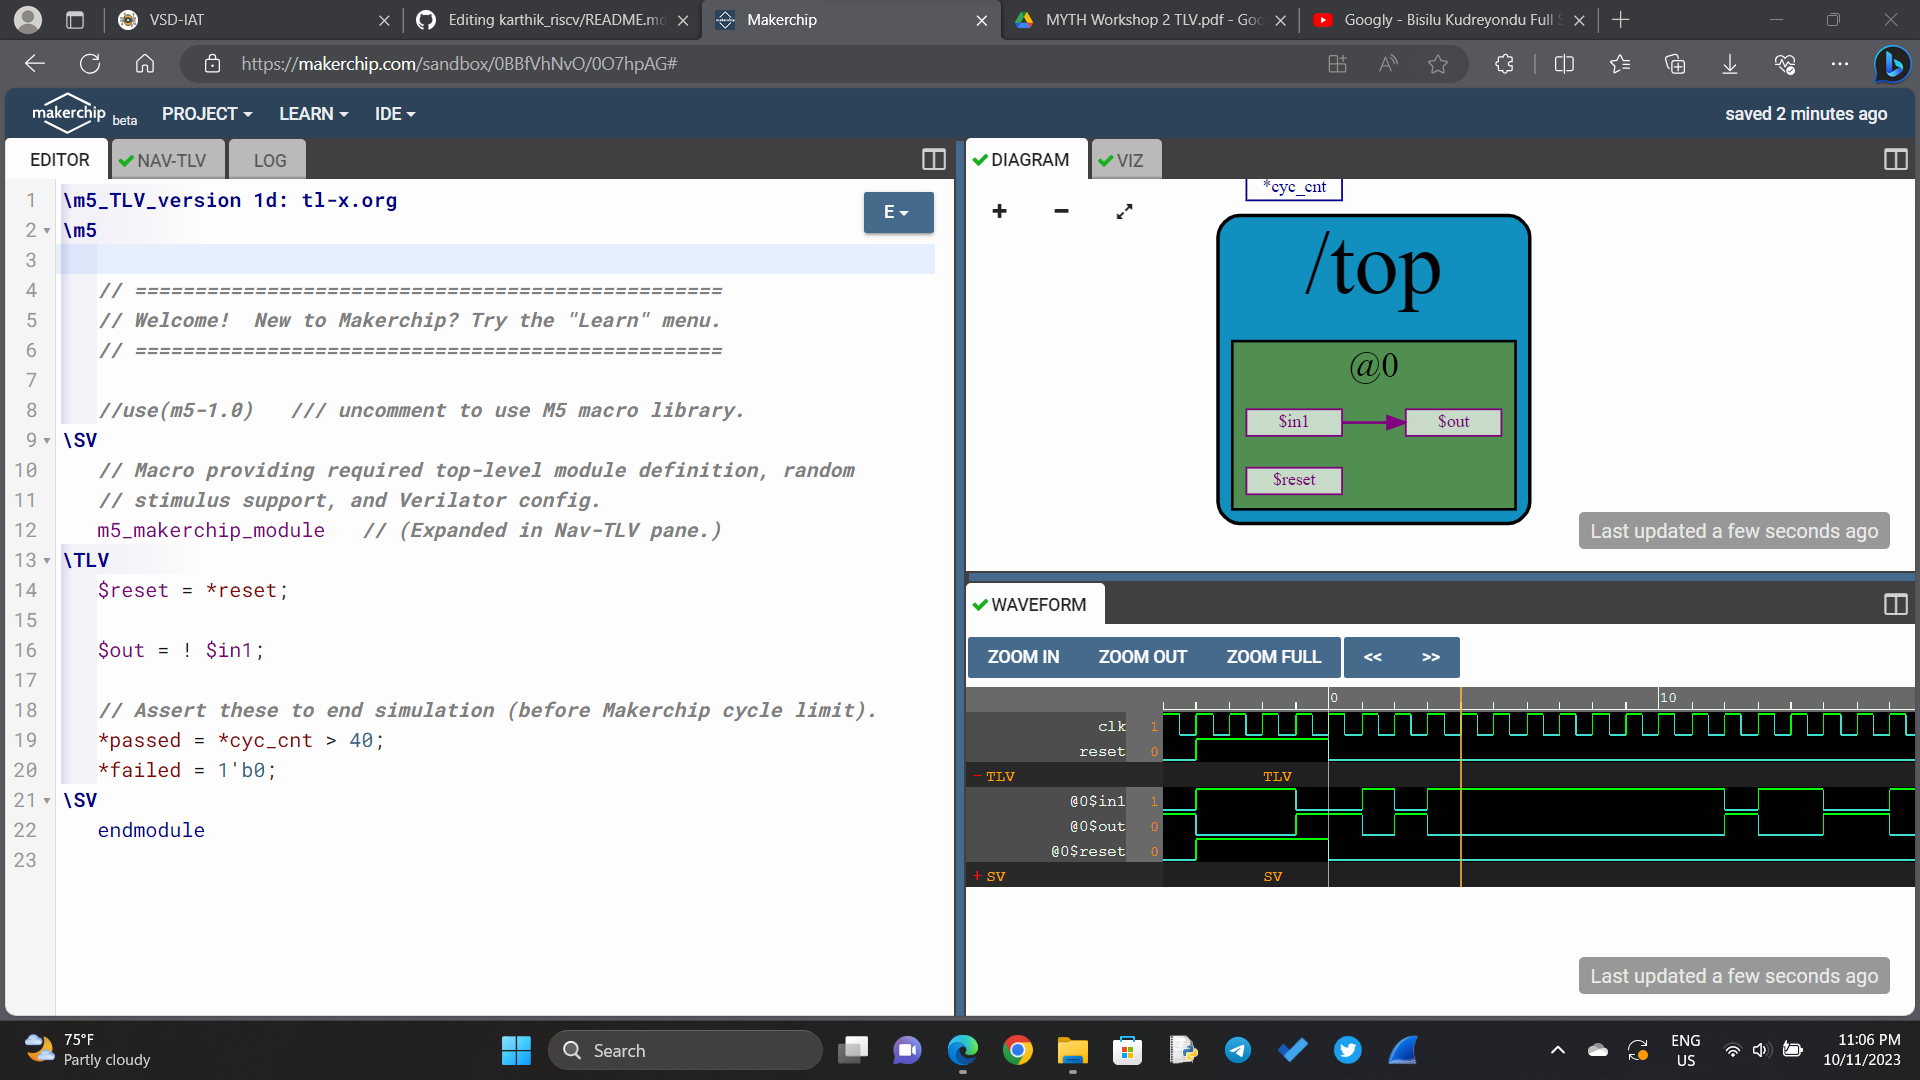 VSD-IAT
Editing karthik_riscv/README.md
Makerchip
MYTH Workshop 2 TLV.pdf - Goo
Googly - Bisilu Kudreyondu Full S
https://makerchip.com/sandbox/0BBfVhNvO/0O7hpAG#
makerchip beta
PROJECT
LEARN
IDE
saved 2 minutes ago
EDITOR
NAV-TLV
LOG
E
1 \m5_TLV_version 1d: tl-x.org
2 \m5
3
4 // =================================================
5 // Welcome!  New to Makerchip? Try the "Learn" menu.
6 // =================================================
7
8 //use(m5-1.0)   /// uncomment to use M5 macro library.
9 \SV
10 // Macro providing required top-level module definition, random
11 // stimulus support, and Verilator config.
12 m5_makerchip_module   // (Expanded in Nav-TLV pane.)
13 \TLV
14 $reset = *reset;
15
16 $out = ! $in1;
17
18 // Assert these to end simulation (before Makerchip cycle limit).
19 *passed = *cyc_cnt > 40;
20 *failed = 1'b0;
21 \SV
22 endmodule
23
DIAGRAM
VIZ
+
−
*cyc_cnt
/top
@0
$in1
$out
$reset
Last updated a few seconds ago
WAVEFORM
ZOOM IN
ZOOM OUT
ZOOM FULL
<<
>>
0
10
clk 1
reset 0
- TLV
TLV
@0$in1 1
@0$out 0
@0$reset 0
+ SV
SV
Last updated a few seconds ago
75°F
Partly cloudy
Search
ENG
US
11:06 PM
10/11/2023